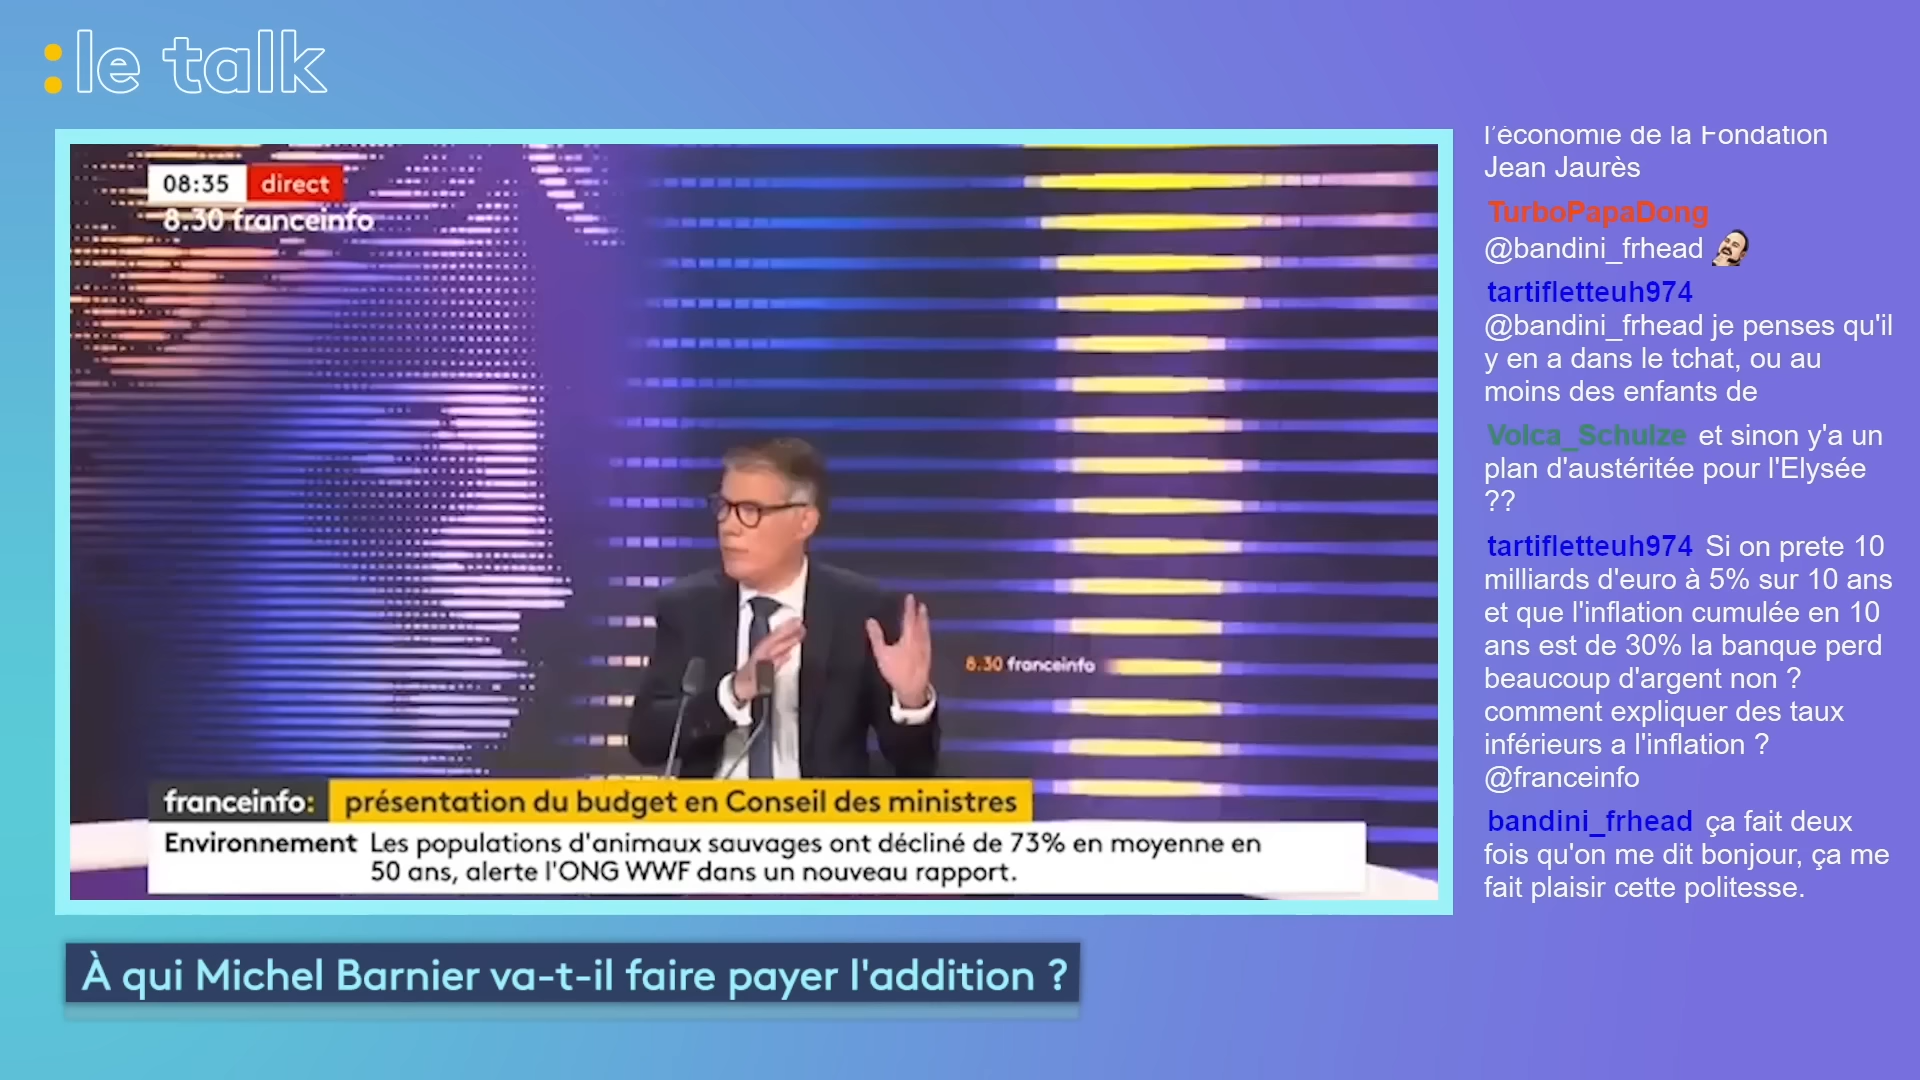 :le talk
08:35 direct
8.30 franceinfo
8.30 franceinfo
franceinfo: présentation du budget en Conseil des ministres
Environnement Les populations d'animaux sauvages ont décliné de 73% en moyenne en
50 ans, alerte l'ONG WWF dans un nouveau rapport.
À qui Michel Barnier va-t-il faire payer l'addition ?
l'économie de la Fondation
Jean Jaurès
TurboPapaDong
@bandini_frhead
tartifletteuh974
@bandini_frhead je penses qu'il
y en a dans le tchat, ou au
moins des enfants de
Volca_Schulze et sinon y'a un
plan d'austéritée pour l'Elysée
??
tartifletteuh974 Si on prete 10
milliards d'euro à 5% sur 10 ans
et que l'inflation cumulée en 10
ans est de 30% la banque perd
beaucoup d'argent non ?
comment expliquer des taux
inférieurs a l'inflation ?
@franceinfo
bandini_frhead ça fait deux
fois qu'on me dit bonjour, ça me
fait plaisir cette politesse.